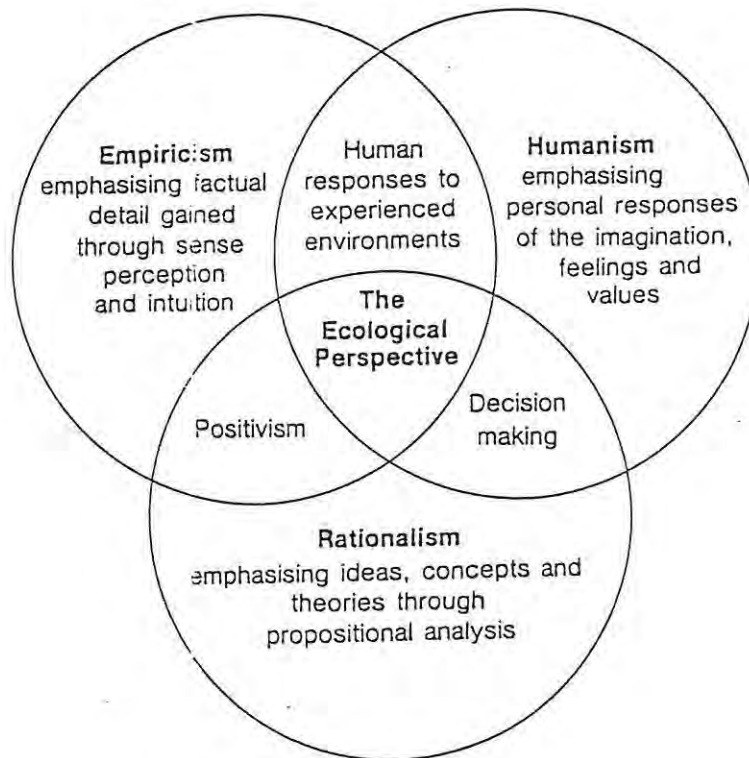 Empiricism
emphasising factual
detail gained
through sense
perception
and intuition
Human
responses to
experienced
environments
Humanism
emphasising
personal responses
of the imagination,
feelings and
values
The
Ecological
Perspective
Positivism
Decision
making
Rationalism
emphasising ideas, concepts and
theories through
propositional analysis